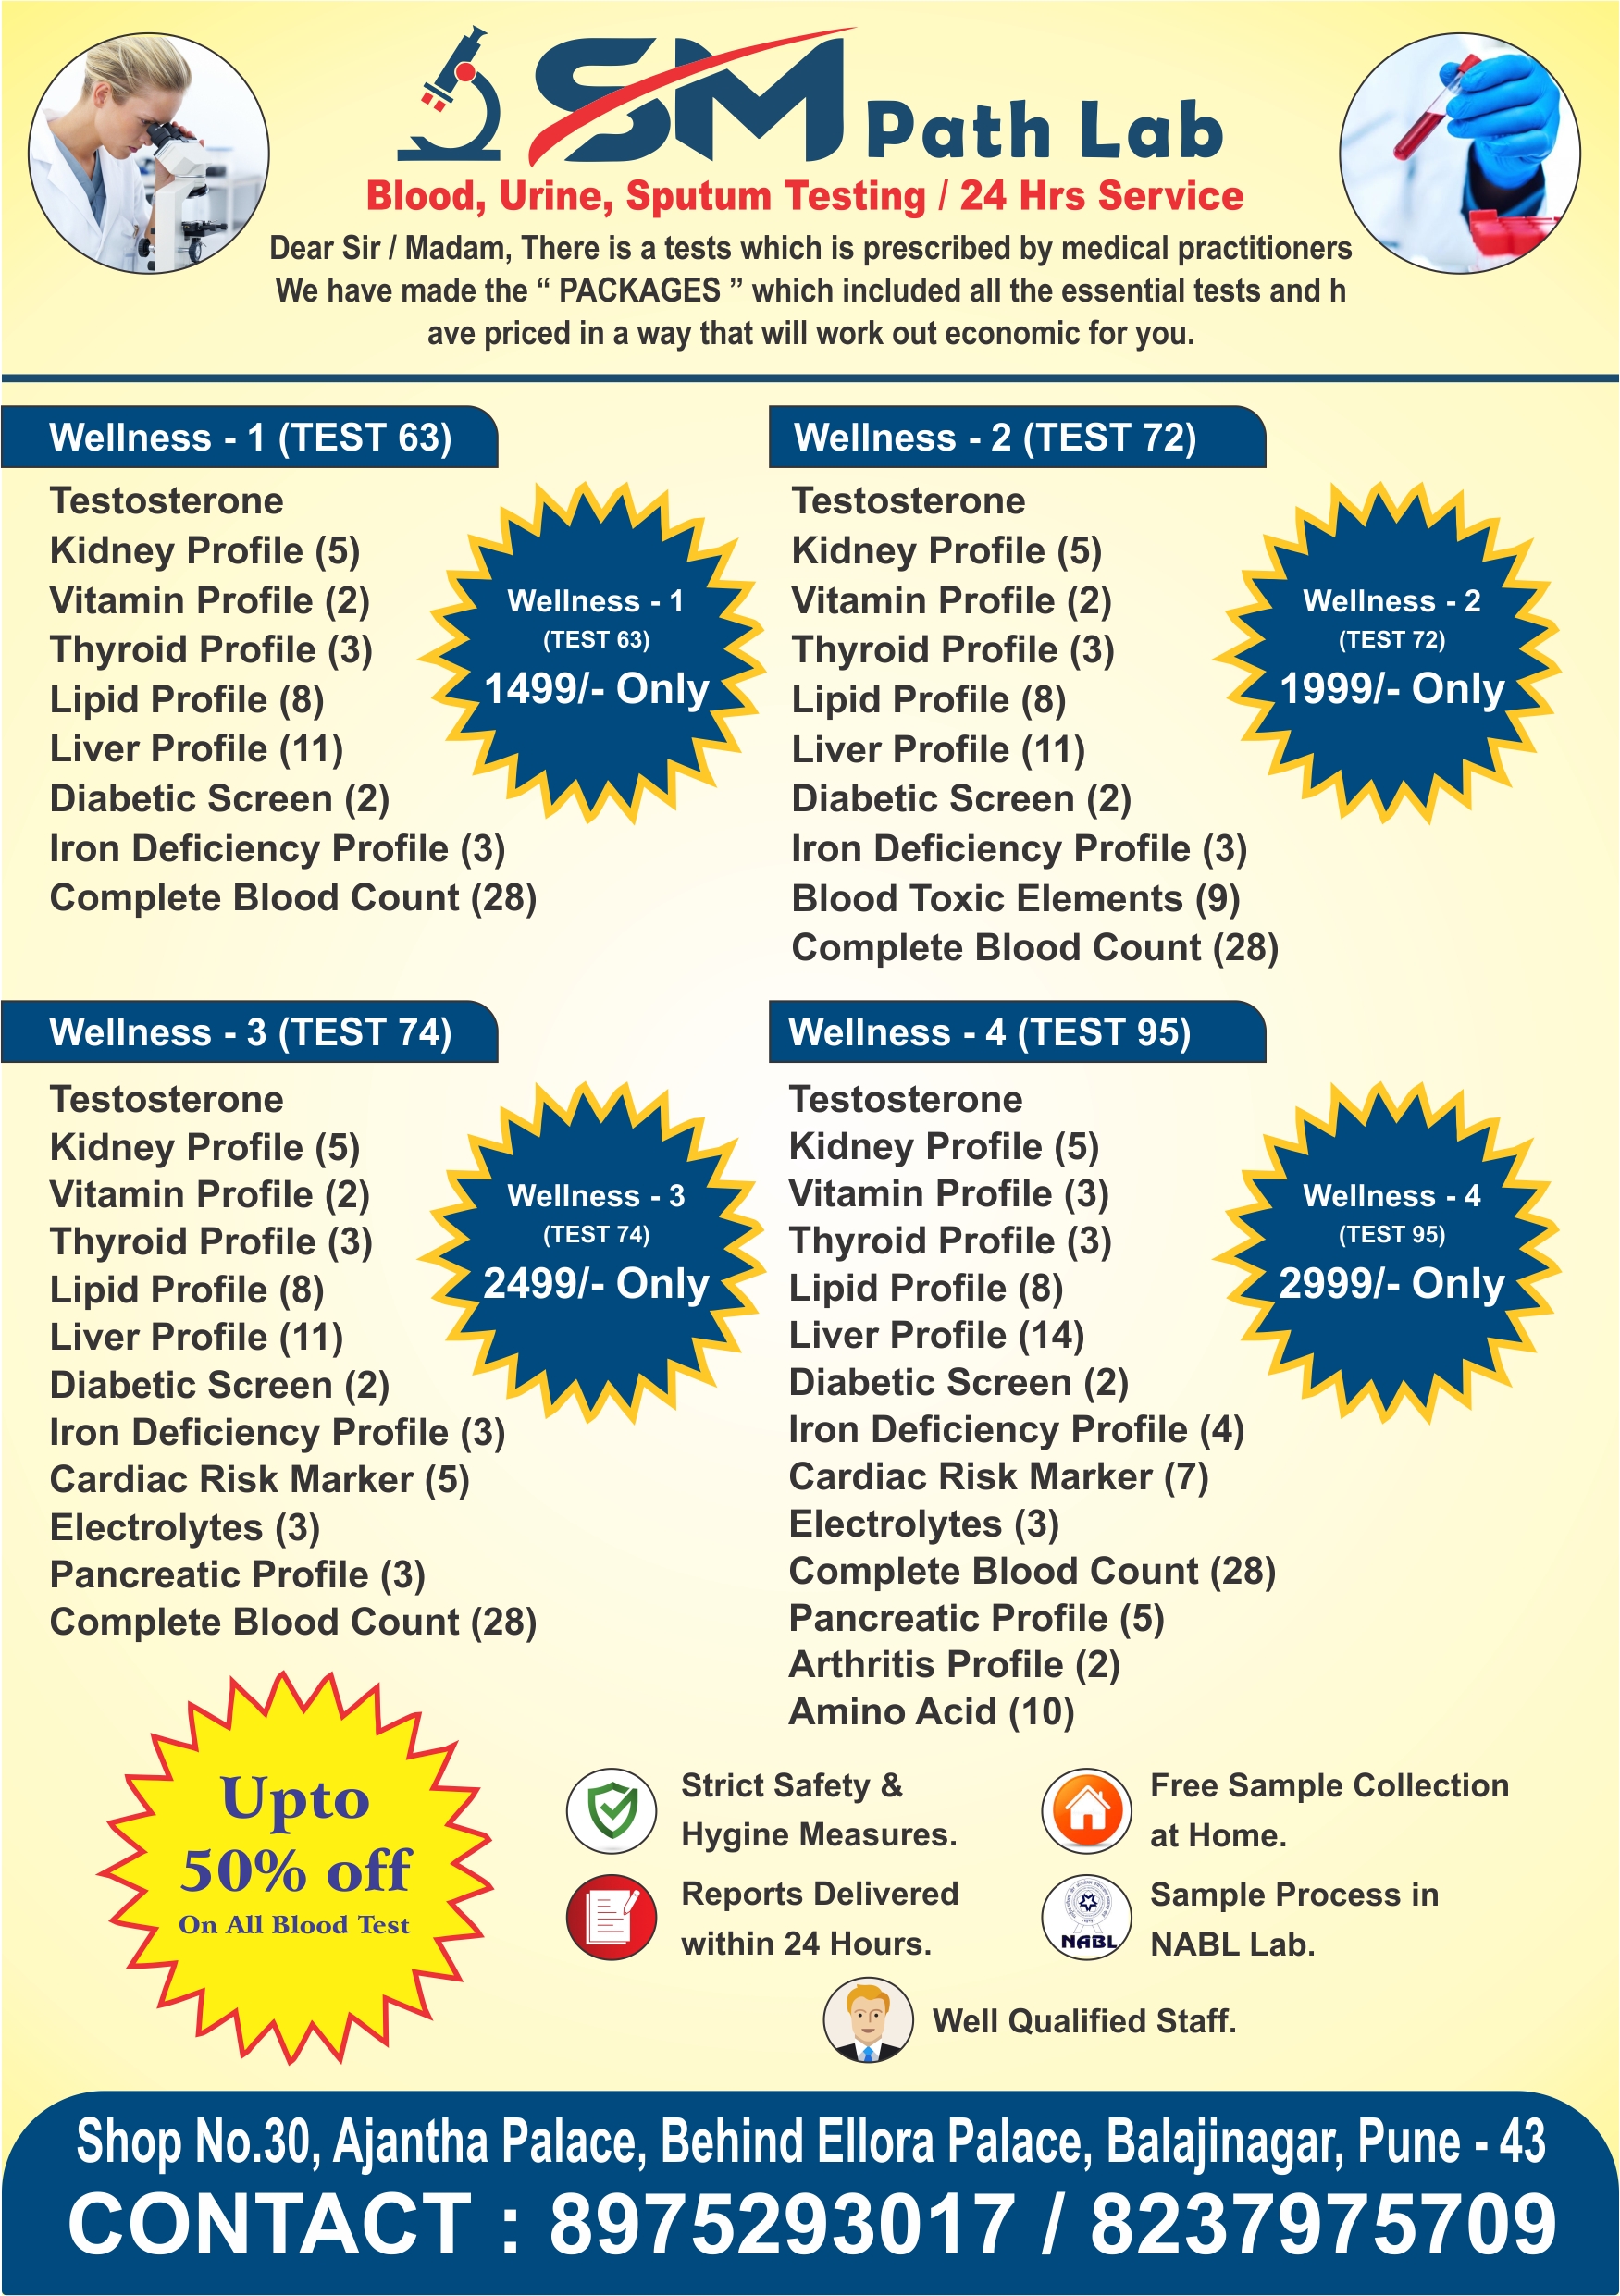 SM Path Lab
Blood, Urine, Sputum Testing / 24 Hrs Service
Dear Sir / Madam, There is a tests which is prescribed by medical practitioners
We have made the “ PACKAGES ” which included all the essential tests and h
ave priced in a way that will work out economic for you.
Wellness - 1 (TEST 63)
Testosterone
Kidney Profile (5)
Vitamin Profile (2)
Thyroid Profile (3)
Lipid Profile (8)
Liver Profile (11)
Diabetic Screen (2)
Iron Deficiency Profile (3)
Complete Blood Count (28)
Wellness - 1
(TEST 63)
1499/- Only
Wellness - 2 (TEST 72)
Testosterone
Kidney Profile (5)
Vitamin Profile (2)
Thyroid Profile (3)
Lipid Profile (8)
Liver Profile (11)
Diabetic Screen (2)
Iron Deficiency Profile (3)
Blood Toxic Elements (9)
Complete Blood Count (28)
Wellness - 2
(TEST 72)
1999/- Only
Wellness - 3 (TEST 74)
Testosterone
Kidney Profile (5)
Vitamin Profile (2)
Thyroid Profile (3)
Lipid Profile (8)
Liver Profile (11)
Diabetic Screen (2)
Iron Deficiency Profile (3)
Cardiac Risk Marker (5)
Electrolytes (3)
Pancreatic Profile (3)
Complete Blood Count (28)
Wellness - 3
(TEST 74)
2499/- Only
Wellness - 4 (TEST 95)
Testosterone
Kidney Profile (5)
Vitamin Profile (3)
Thyroid Profile (3)
Lipid Profile (8)
Liver Profile (14)
Diabetic Screen (2)
Iron Deficiency Profile (4)
Cardiac Risk Marker (7)
Electrolytes (3)
Complete Blood Count (28)
Pancreatic Profile (5)
Arthritis Profile (2)
Amino Acid (10)
Wellness - 4
(TEST 95)
2999/- Only
Upto
50% off
On All Blood Test
Strict Safety &
Hygine Measures.
Free Sample Collection
at Home.
Reports Delivered
within 24 Hours.
NABL
Sample Process in
NABL Lab.
Well Qualified Staff.
Shop No.30, Ajantha Palace, Behind Ellora Palace, Balajinagar, Pune - 43
CONTACT : 8975293017 / 8237975709